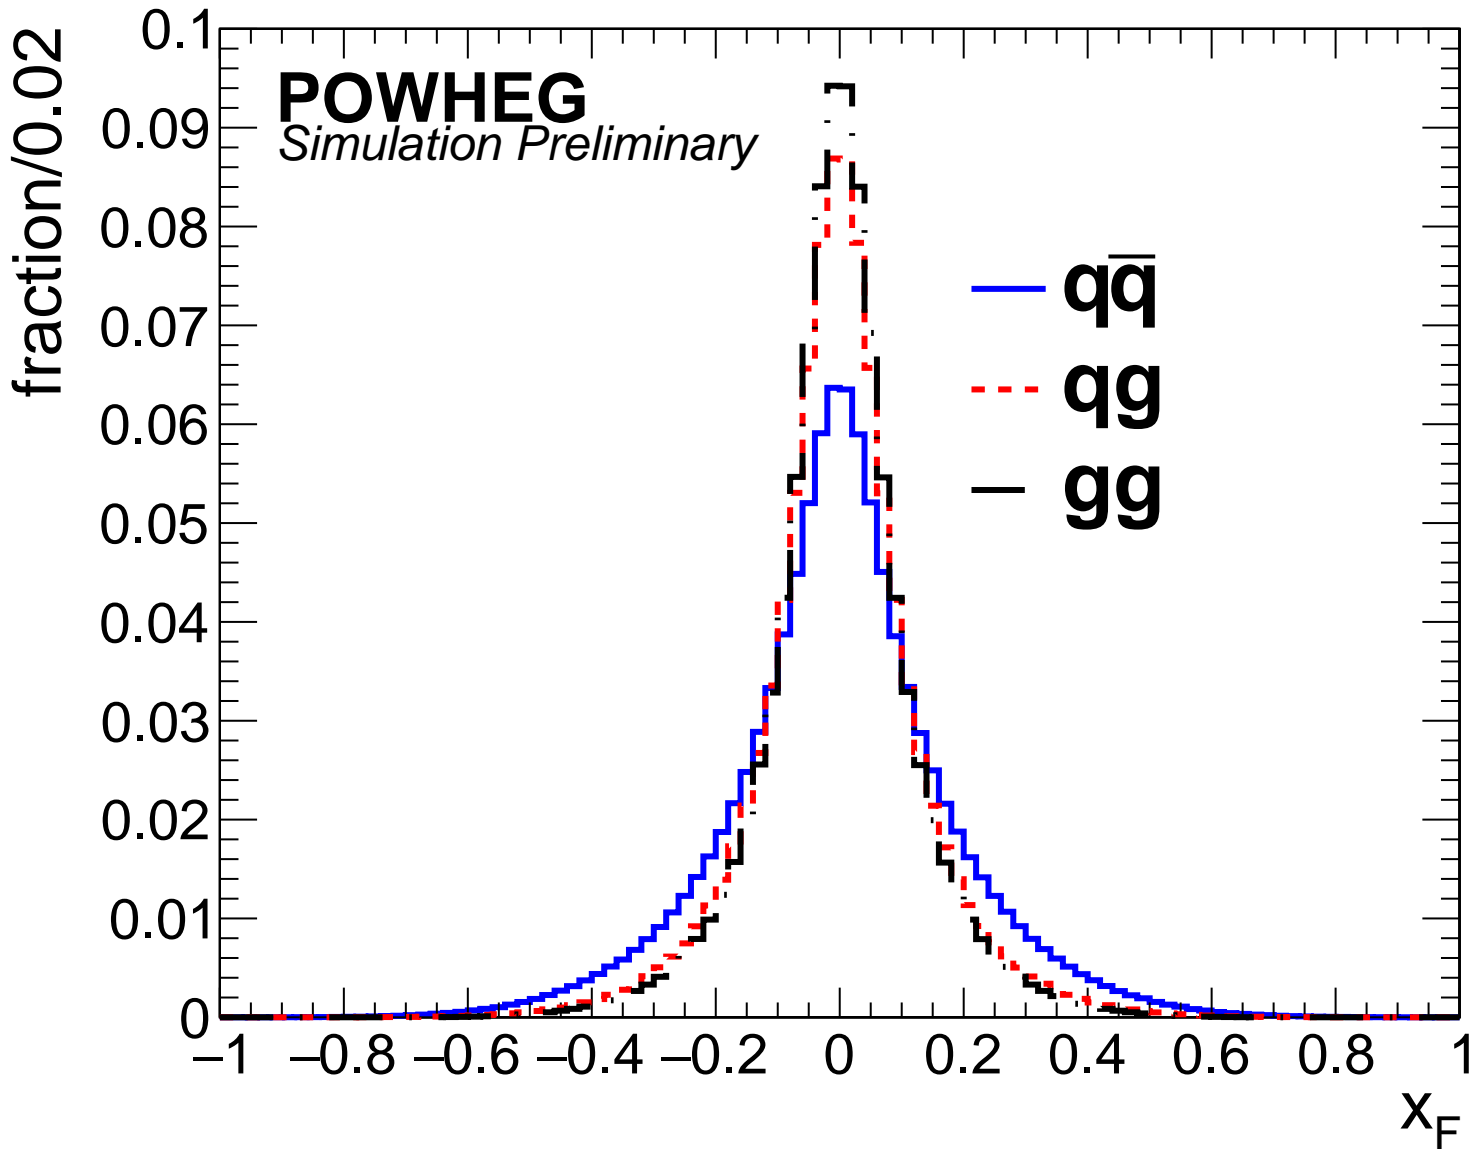 POWHEG
Simulation Preliminary
fraction/0.02
0.1
0.09
0.08
0.07
0.06
0.05
0.04
0.03
0.02
0.01
0
qq̅
qg
gg
–1 –0.8 –0.6 –0.4 –0.2 0 0.2 0.4 0.6 0.8 1
x_F